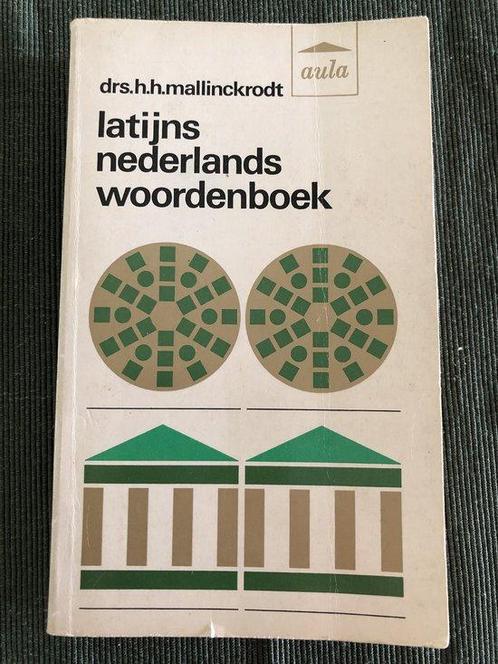 aula
drs.h.h.mallinckrodt
latijns
nederlands
woordenboek